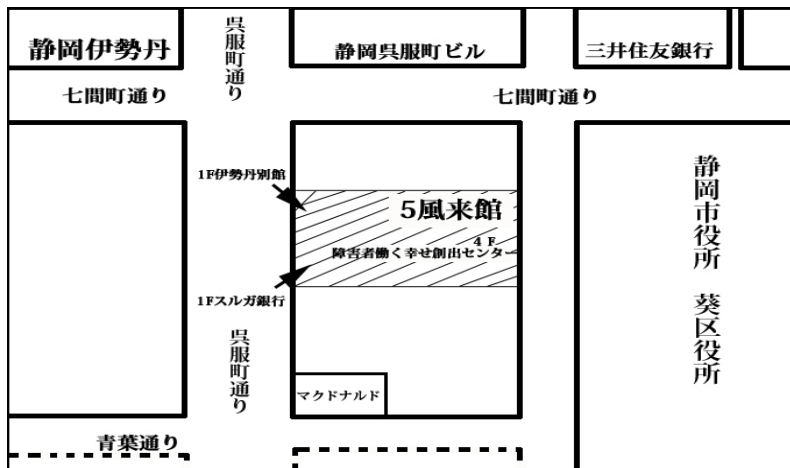 静岡伊勢丹
呉服町通り
静岡呉服町ビル
三井住友銀行
七間町通り
七間町通り
1F伊勢丹別館
5風来館
4F
障害者働く幸せ創出センター
1Fスルガ銀行
静岡市役所 葵区役所
呉服町通り
マクドナルド
青葉通り